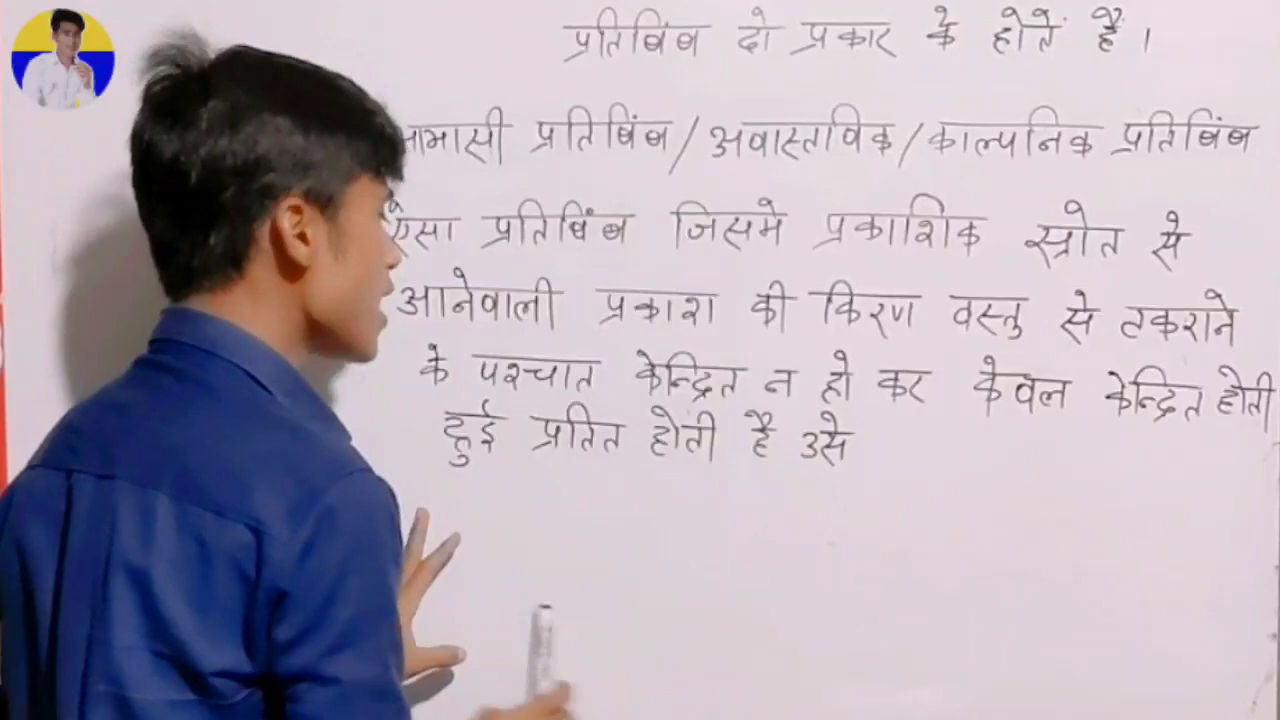 प्रतिबिंब दो प्रकार के होतें हैं।
आभासी प्रतिबिंब/अवास्तविक/काल्पनिक प्रतिबिंब
ऐसा प्रतिबिंब जिसमे प्रकाशिक स्रोत से
आनेवाली प्रकाश की किरण वस्तु से टकराने
के पश्चात केन्द्रित न हो कर केवल केन्द्रित होती
हुई प्रतित होती है उसे